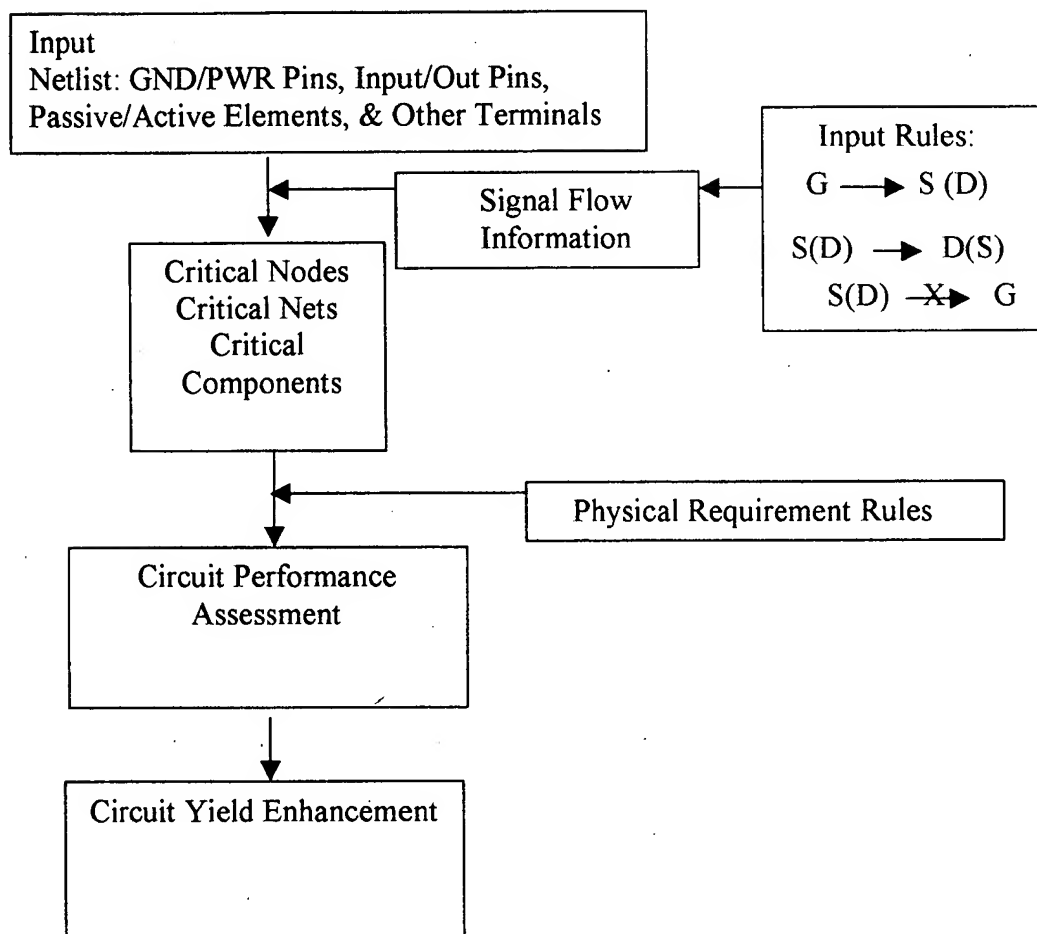 Input
Netlist: GND/PWR Pins, Input/Out Pins,
Passive/Active Elements, & Other Terminals
Input Rules:
G → S (D)
S(D) → D(S)
S(D) -X→ G
Signal Flow
Information
Critical Nodes
Critical Nets
Critical
Components
Physical Requirement Rules
Circuit Performance
Assessment
Circuit Yield Enhancement